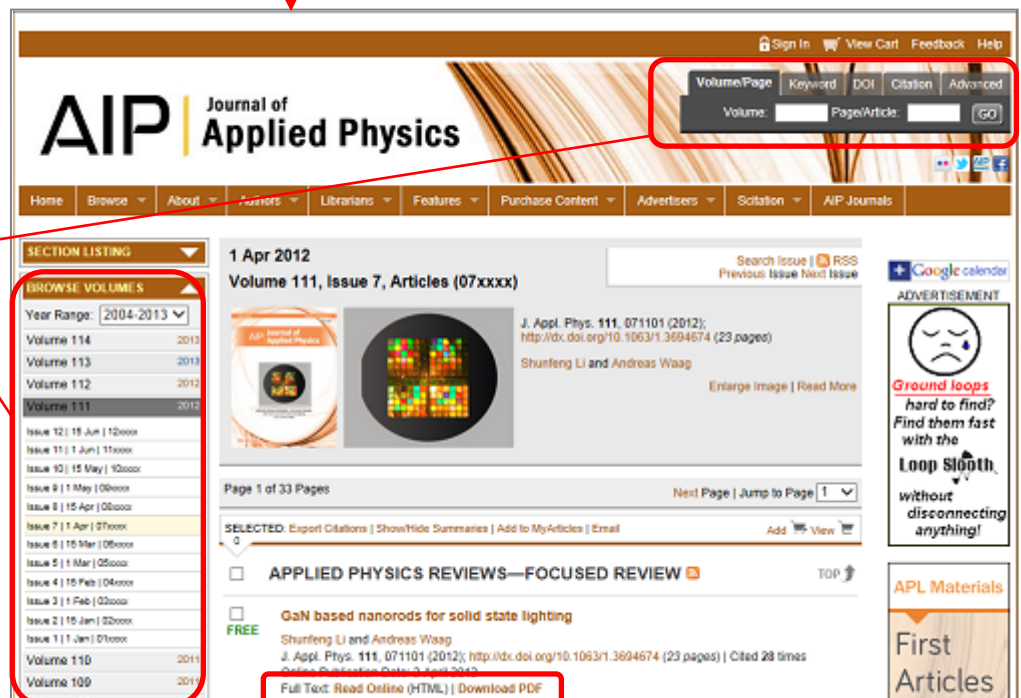 Sign In View Cart Feedback Help
Volume/Page Keyword DOI Citation Advanced
Volume: Page/Article: GO
AIP Journal of
Applied Physics
Home Browse About Authors Librarians Features Purchase Content Advertisers Scitation AIP Journals
SECTION LISTING
BROWSE VOLUMES
Year Range: 2004-2013
Volume 114 2013
Volume 113 2013
Volume 112 2012
Volume 111 2012
Issue 12 | 15 Jun | 12xxxx
Issue 11 | 1 Jun | 11xxxx
Issue 10 | 15 May | 10xxxx
Issue 9 | 1 May | 09xxxx
Issue 8 | 15 Apr | 08xxxx
Issue 7 | 1 Apr | 07xxxx
Issue 6 | 15 Mar | 06xxxx
Issue 5 | 1 Mar | 05xxxx
Issue 4 | 15 Feb | 04xxxx
Issue 3 | 1 Feb | 03xxxx
Issue 2 | 15 Jan | 02xxxx
Issue 1 | 1 Jan | 01xxxx
Volume 110 2011
Volume 109 2011
1 Apr 2012
Volume 111, Issue 7, Articles (07xxxx)
Search Issue | RSS
Previous Issue Next Issue
AIP Journal of
Applied Physics
J. Appl. Phys. 111, 071101 (2012);
http://dx.doi.org/10.1063/1.3694674 (23 pages)
Shunfeng Li and Andreas Waag
Enlarge Image | Read More
Page 1 of 33 Pages
Next Page | Jump to Page 1
SELECTED: Export Citations | Show/Hide Summaries | Add to MyArticles | Email
0
Add View
APPLIED PHYSICS REVIEWS—FOCUSED REVIEW
TOP
FREE
GaN based nanorods for solid state lighting
Shunfeng Li and Andreas Waag
J. Appl. Phys. 111, 071101 (2012); http://dx.doi.org/10.1063/1.3694674 (23 pages) | Cited 28 times
Online Publication Date: 2 April 2012
Full Text: Read Online (HTML) | Download PDF
Google calendar
ADVERTISEMENT
Ground loops
hard to find?
Find them fast
with the
Loop Slooth
without
disconnecting
anything!
APL Materials
First
Articles